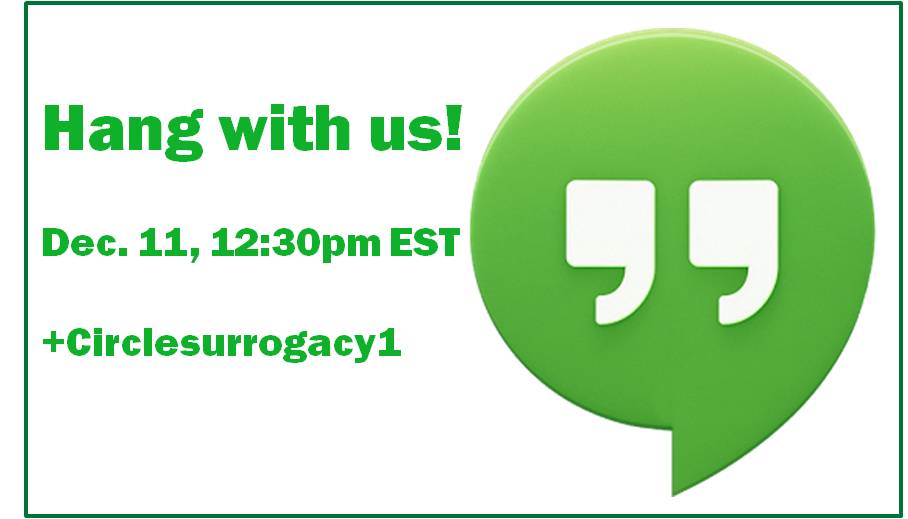 Hang with us!
Dec. 11, 12:30pm EST
+Circlesurrogacy1